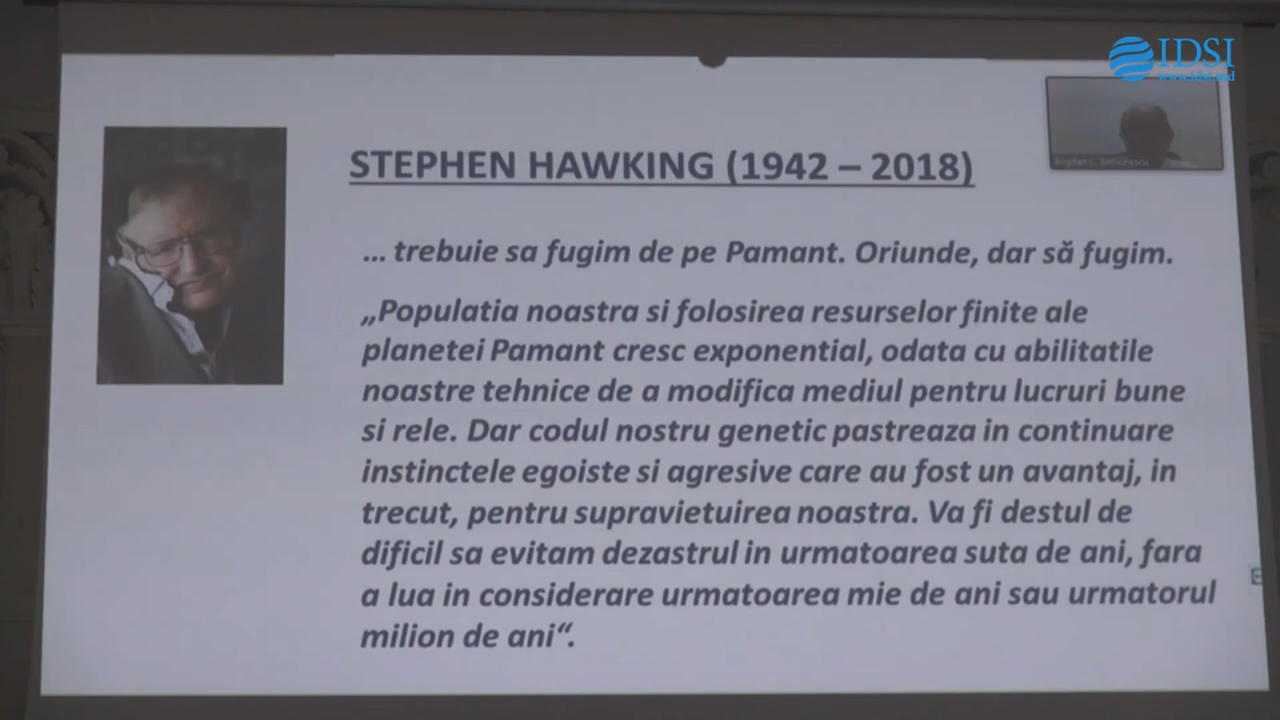 IDSI
www.idsi.md
STEPHEN HAWKING (1942 – 2018)
... trebuie sa fugim de pe Pamant. Oriunde, dar să fugim.
„Populatia noastra si folosirea resurselor finite ale
planetei Pamant cresc exponential, odata cu abilitatile
noastre tehnice de a modifica mediul pentru lucruri bune
si rele. Dar codul nostru genetic pastreaza in continuare
instinctele egoiste si agresive care au fost un avantaj, in
trecut, pentru supravietuirea noastra. Va fi destul de
dificil sa evitam dezastrul in urmatoarea suta de ani, fara
a lua in considerare urmatoarea mie de ani sau urmatorul
milion de ani“.
Bogdan C.